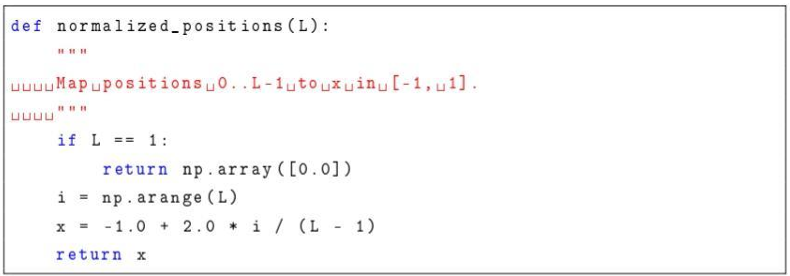 def normalized_positions(L):
    """
␣␣␣␣Map␣positions␣0..L-1␣to␣x␣in␣[-1,␣1].
␣␣␣␣"""
    if L == 1:
        return np.array([0.0])
    i = np.arange(L)
    x = -1.0 + 2.0 * i / (L - 1)
    return x